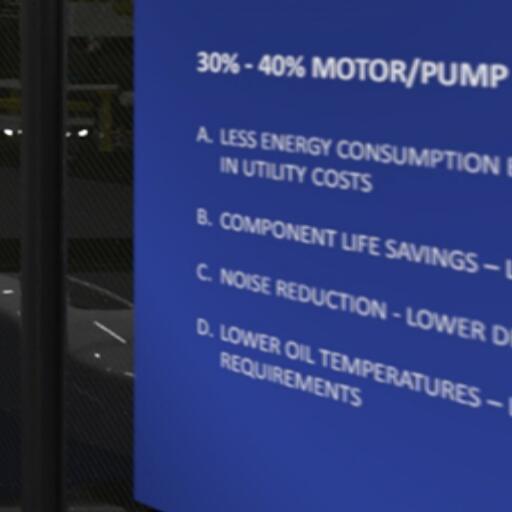 30% - 40% MOTOR/PUMP
A. LESS ENERGY CONSUMPTION
IN UTILITY COSTS
B. COMPONENT LIFE SAVINGS – L
C. NOISE REDUCTION - LOWER D
D. LOWER OIL TEMPERATURES –
REQUIREMENTS